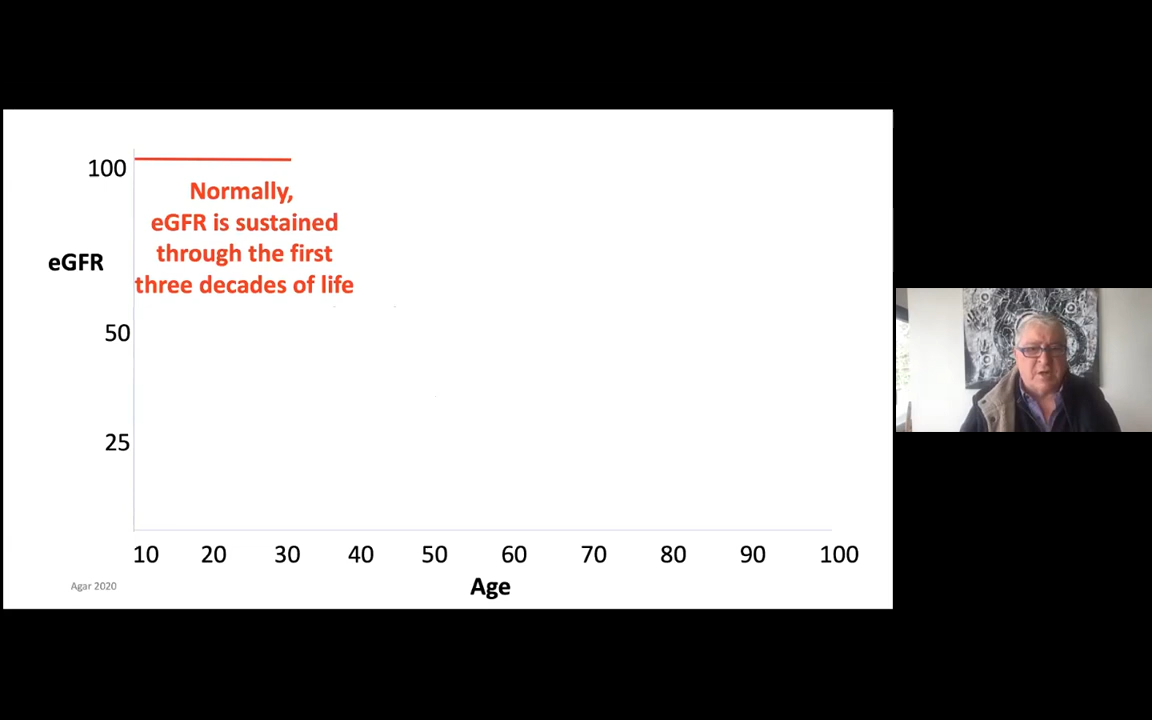 100
Normally,
eGFR is sustained
through the first
three decades of life
eGFR
50
25
10 20 30 40 50 60 70 80 90 100
Age
Agar 2020